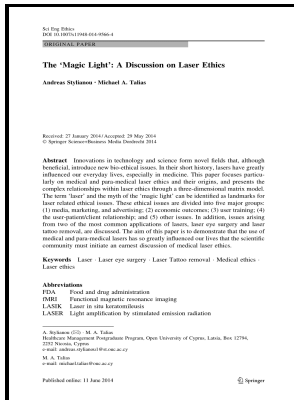 Sci Eng Ethics
DOI 10.1007/s11948-014-9566-4
ORIGINAL PAPER
The 'Magic Light': A Discussion on Laser Ethics
Andreas Stylianou · Michael A. Talias
Received: 27 January 2014 / Accepted: 29 May 2014
© Springer Science+Business Media Dordrecht 2014
Abstract Innovations in technology and science form novel fields that, although
beneficial, introduce new bio-ethical issues. In their short history, lasers have greatly
influenced our everyday lives, especially in medicine. This paper focuses particu-
larly on medical and para-medical laser ethics and their origins, and presents the
complex relationships within laser ethics through a three-dimensional matrix model.
The term 'laser' and the myth of the 'magic light' can be identified as landmarks for
laser related ethical issues. These ethical issues are divided into five major groups:
(1) media, marketing, and advertising; (2) economic outcomes; (3) user training; (4)
the user-patient/client relationship; and (5) other issues. In addition, issues arising
from two of the most common applications of lasers, laser eye surgery and laser
tattoo removal, are discussed. The aim of this paper is to demonstrate that the use of
medical and para-medical lasers has so greatly influenced our lives that the scientific
community must initiate an earnest discussion of medical laser ethics.
Keywords Laser · Laser eye surgery · Laser Tattoo removal · Medical ethics ·
Laser ethics
Abbreviations
FDA Food and drug administration
fMRI Functional magnetic resonance imaging
LASIK Laser in situ keratomileusis
LASER Light amplification by stimulated emission radiation
A. Stylianou (✉) · M. A. Talias
Healthcare Management Postgraduate Program, Open University of Cyprus, Latsia, Box 12794,
2252 Nicosia, Cyprus
e-mail: andreas.stylianou1@st.ouc.ac.cy
M. A. Talias
e-mail: michael.talias@ouc.ac.cy
Published online: 11 June 2014
Springer